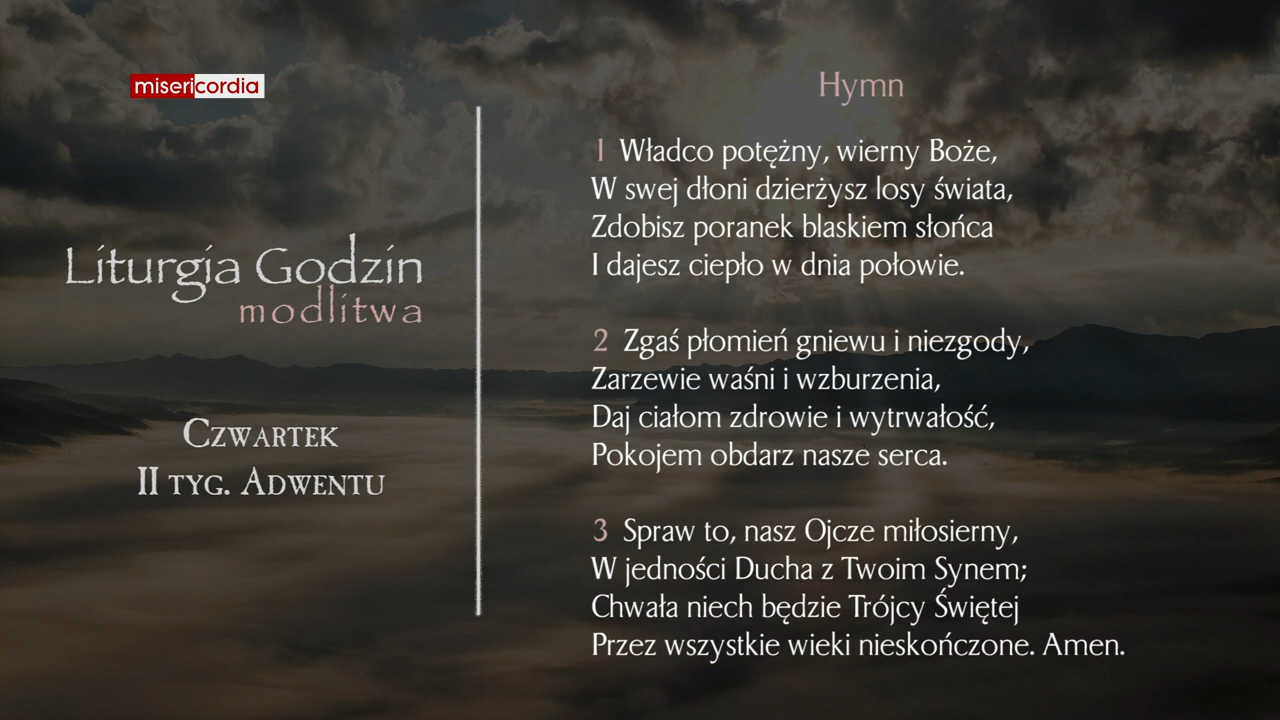 misericordia
Liturgia Godzin
modlitwa
Czwartek
II tyg. Adwentu
Hymn
1 Władco potężny, wierny Boże,
W swej dłoni dzierżysz losy świata,
Zdobisz poranek blaskiem słońca
I dajesz ciepło w dnia połowie.
2 Zgaś płomień gniewu i niezgody,
Zarzewie waśni i wzburzenia,
Daj ciałom zdrowie i wytrwałość,
Pokojem obdarz nasze serca.
3 Spraw to, nasz Ojcze miłosierny,
W jedności Ducha z Twoim Synem;
Chwała niech będzie Trójcy Świętej
Przez wszystkie wieki nieskończone. Amen.